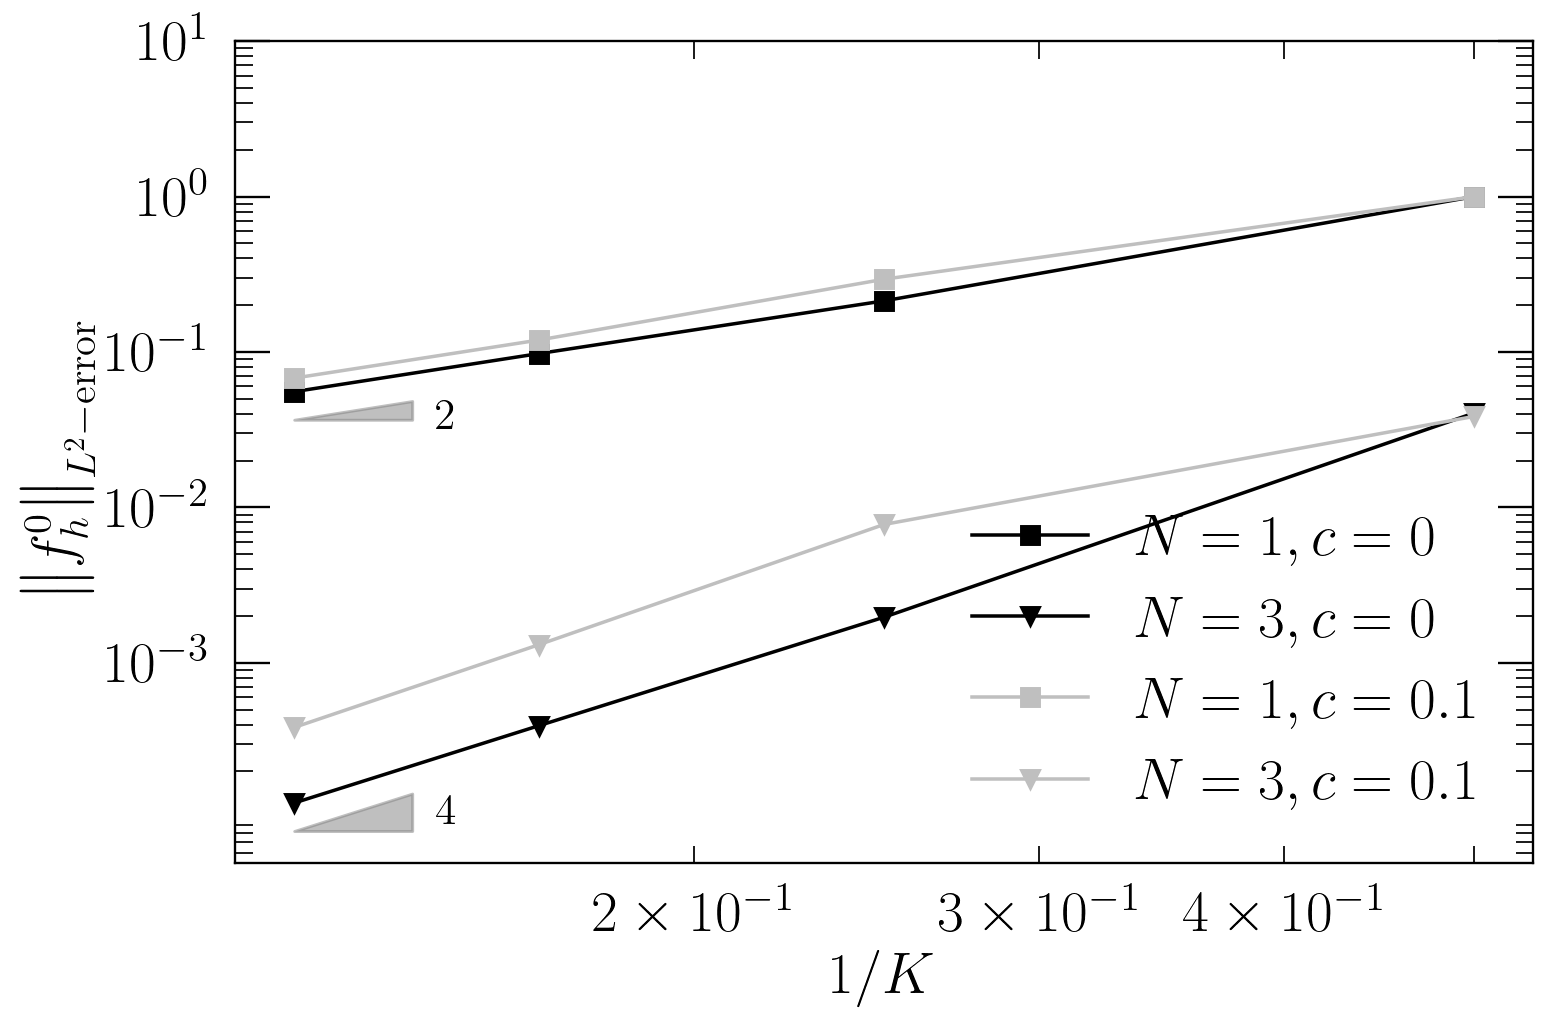 10^1
10^0
10^{-1}
10^{-2}
10^{-3}
||f_h^0||_{L^2-error}
2
4
N = 1, c = 0
N = 3, c = 0
N = 1, c = 0.1
N = 3, c = 0.1
2 × 10^{-1} 3 × 10^{-1} 4 × 10^{-1}
1/K